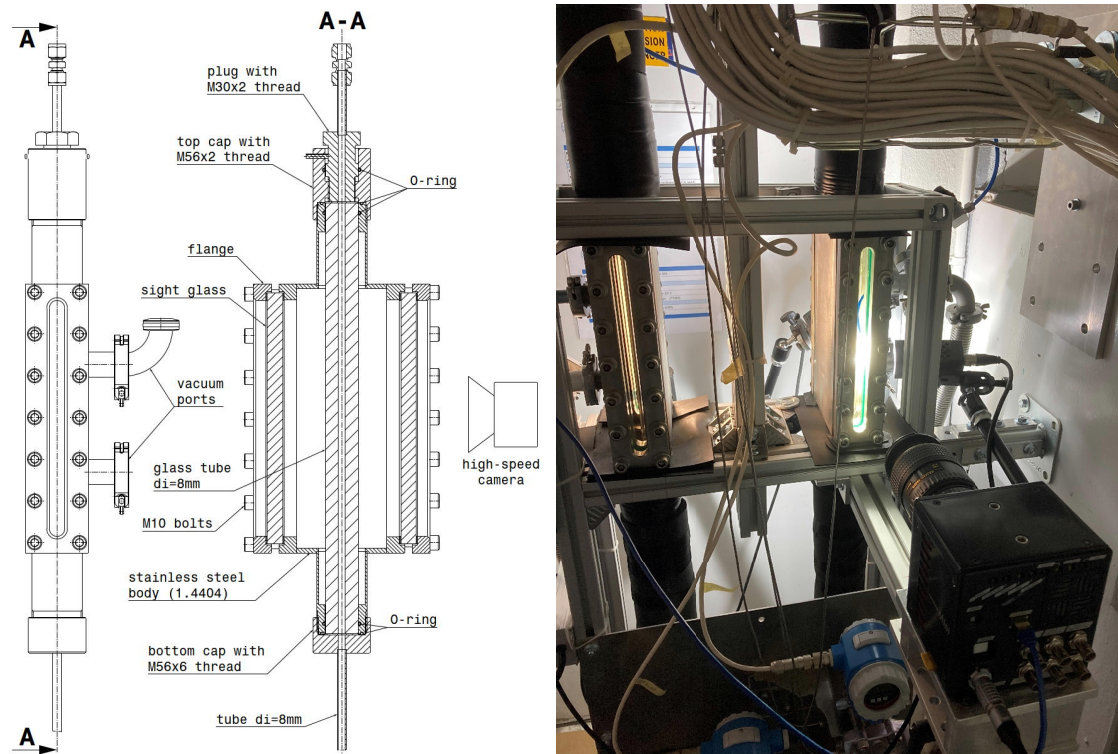 A
A-A
plug with
M30x2 thread
top cap with
M56x2 thread
O-ring
flange
sight glass
vacuum
ports
glass tube
di=8mm
M10 bolts
high-speed
camera
stainless steel
body (1.4404)
O-ring
bottom cap with
M56x6 thread
tube di=8mm
A
SION